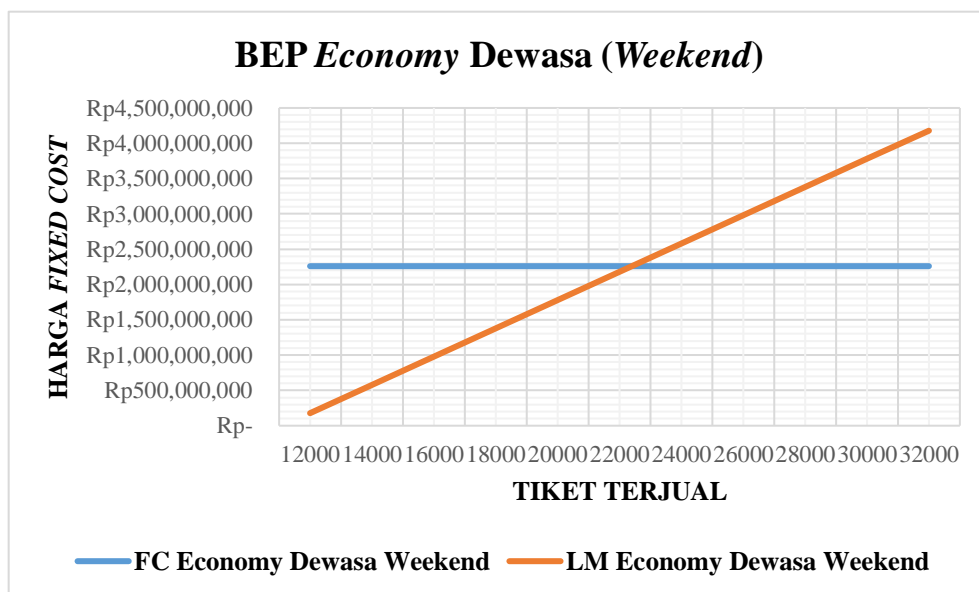 BEP Economy Dewasa (Weekend)
HARGA FIXED COST
Rp4,500,000,000
Rp4,000,000,000
Rp3,500,000,000
Rp3,000,000,000
Rp2,500,000,000
Rp2,000,000,000
Rp1,500,000,000
Rp1,000,000,000
Rp500,000,000
Rp-
12000 14000 16000 18000 20000 22000 24000 26000 28000 30000 32000
TIKET TERJUAL
FC Economy Dewasa Weekend
LM Economy Dewasa Weekend